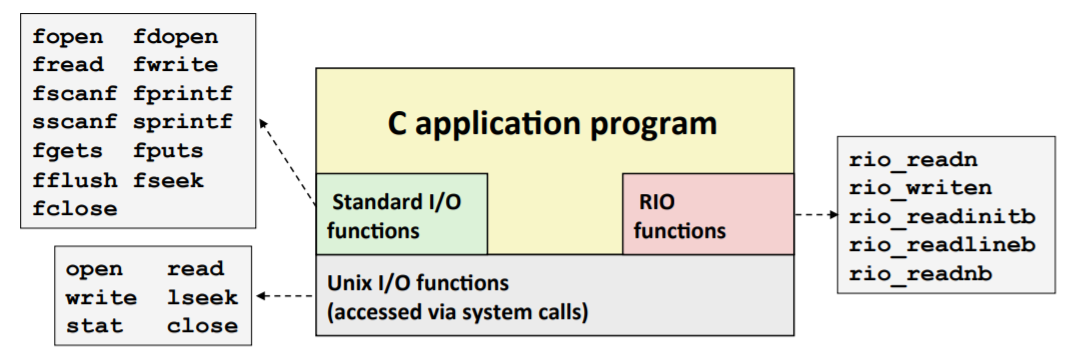 fopen fdopen
fread fwrite
fscanf fprintf
sscanf sprintf
fgets fputs
fflush fseek
fclose
C application program
Standard I/O
functions
RIO
functions
rio_readn
rio_writen
rio_readinitb
rio_readlineb
rio_readnb
open read
write lseek
stat close
Unix I/O functions
(accessed via system calls)